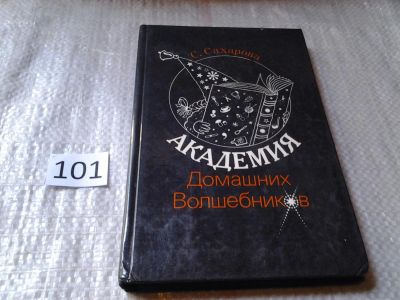 С. Сахарова
АКАДЕМИЯ
Домашних
Волшебников
101